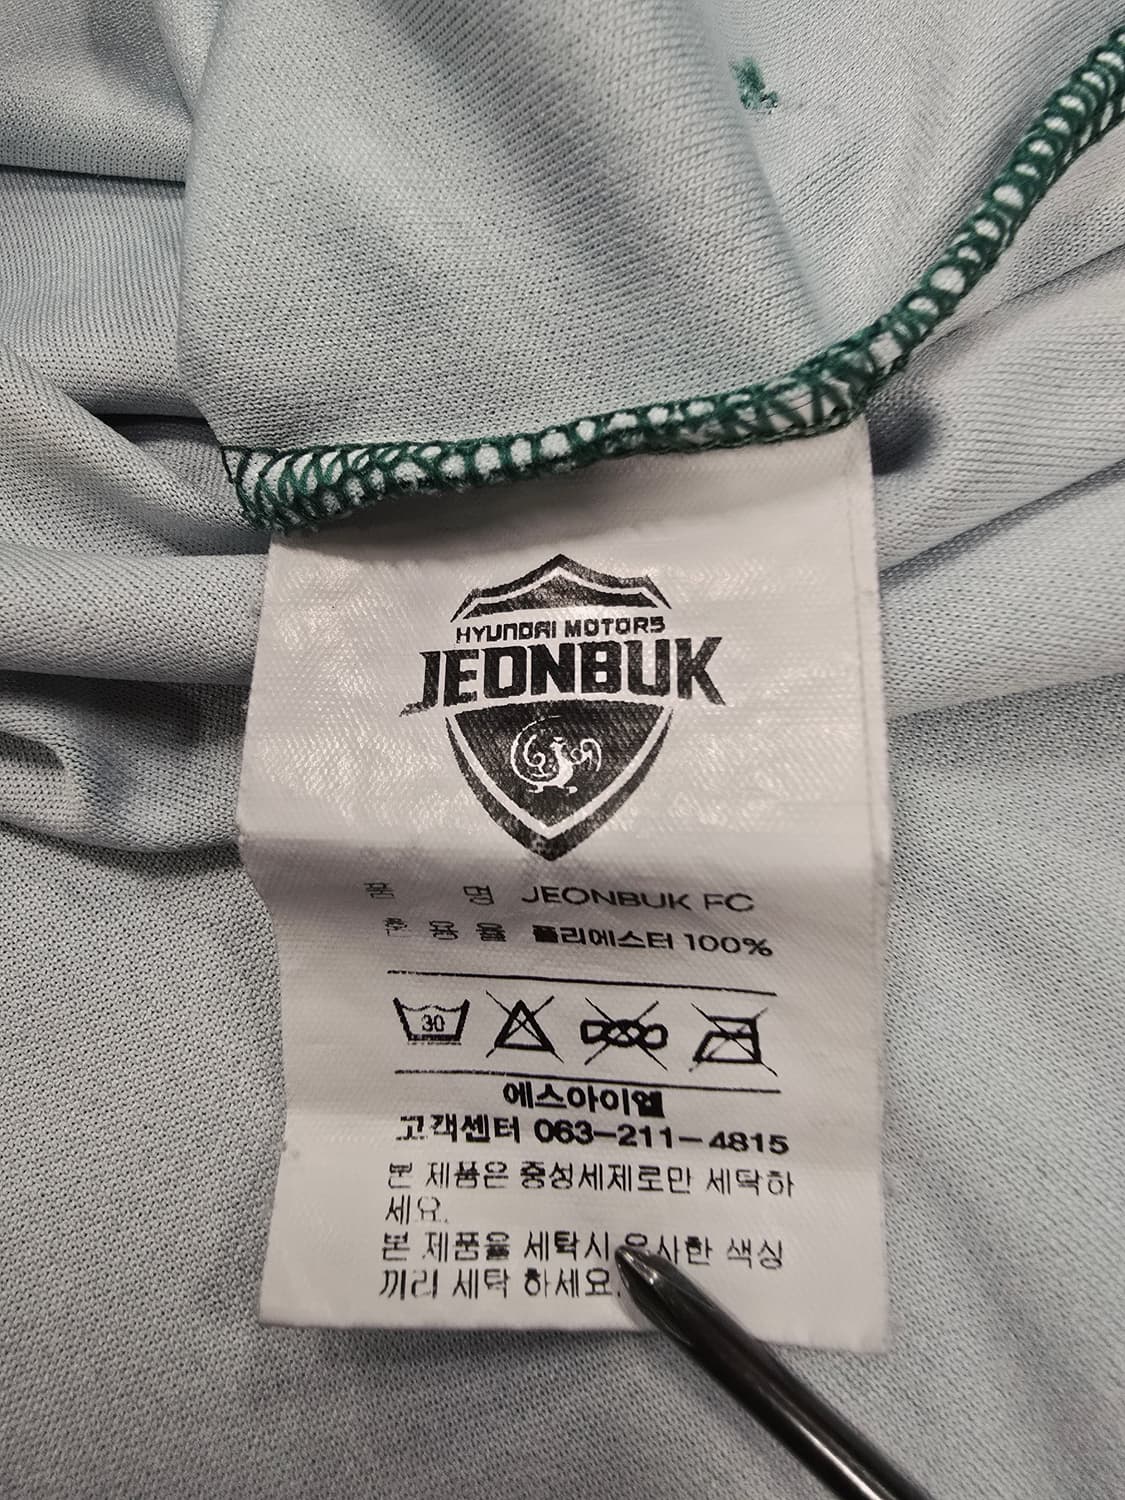 HYUNDAI MOTORS
JEONBUK
품 명 JEONBUK FC
혼 용 율 폴리에스터 100%
30
에스아이엘
고객센터 063-211-4815
본 제품은 중성세제로만 세탁하
세요.
본 제품을 세탁시 유사한 색상
끼리 세탁 하세요.